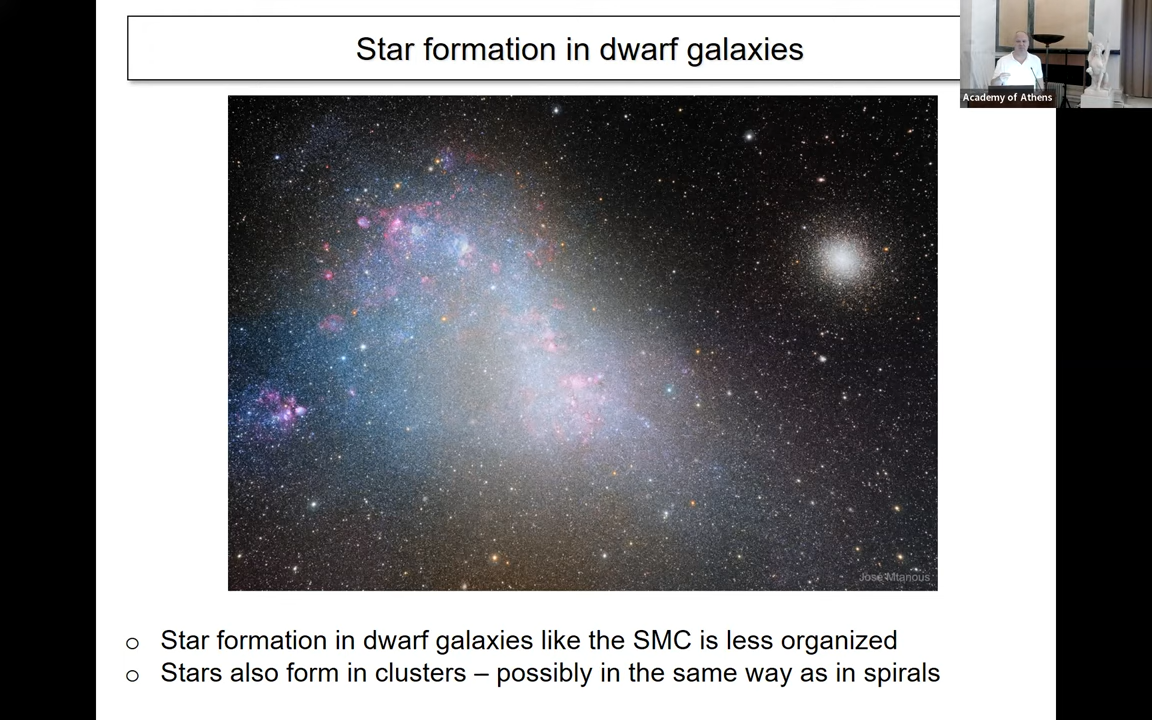 Star formation in dwarf galaxies
Academy of Athens
José Mtanous
o Star formation in dwarf galaxies like the SMC is less organized
o Stars also form in clusters – possibly in the same way as in spirals